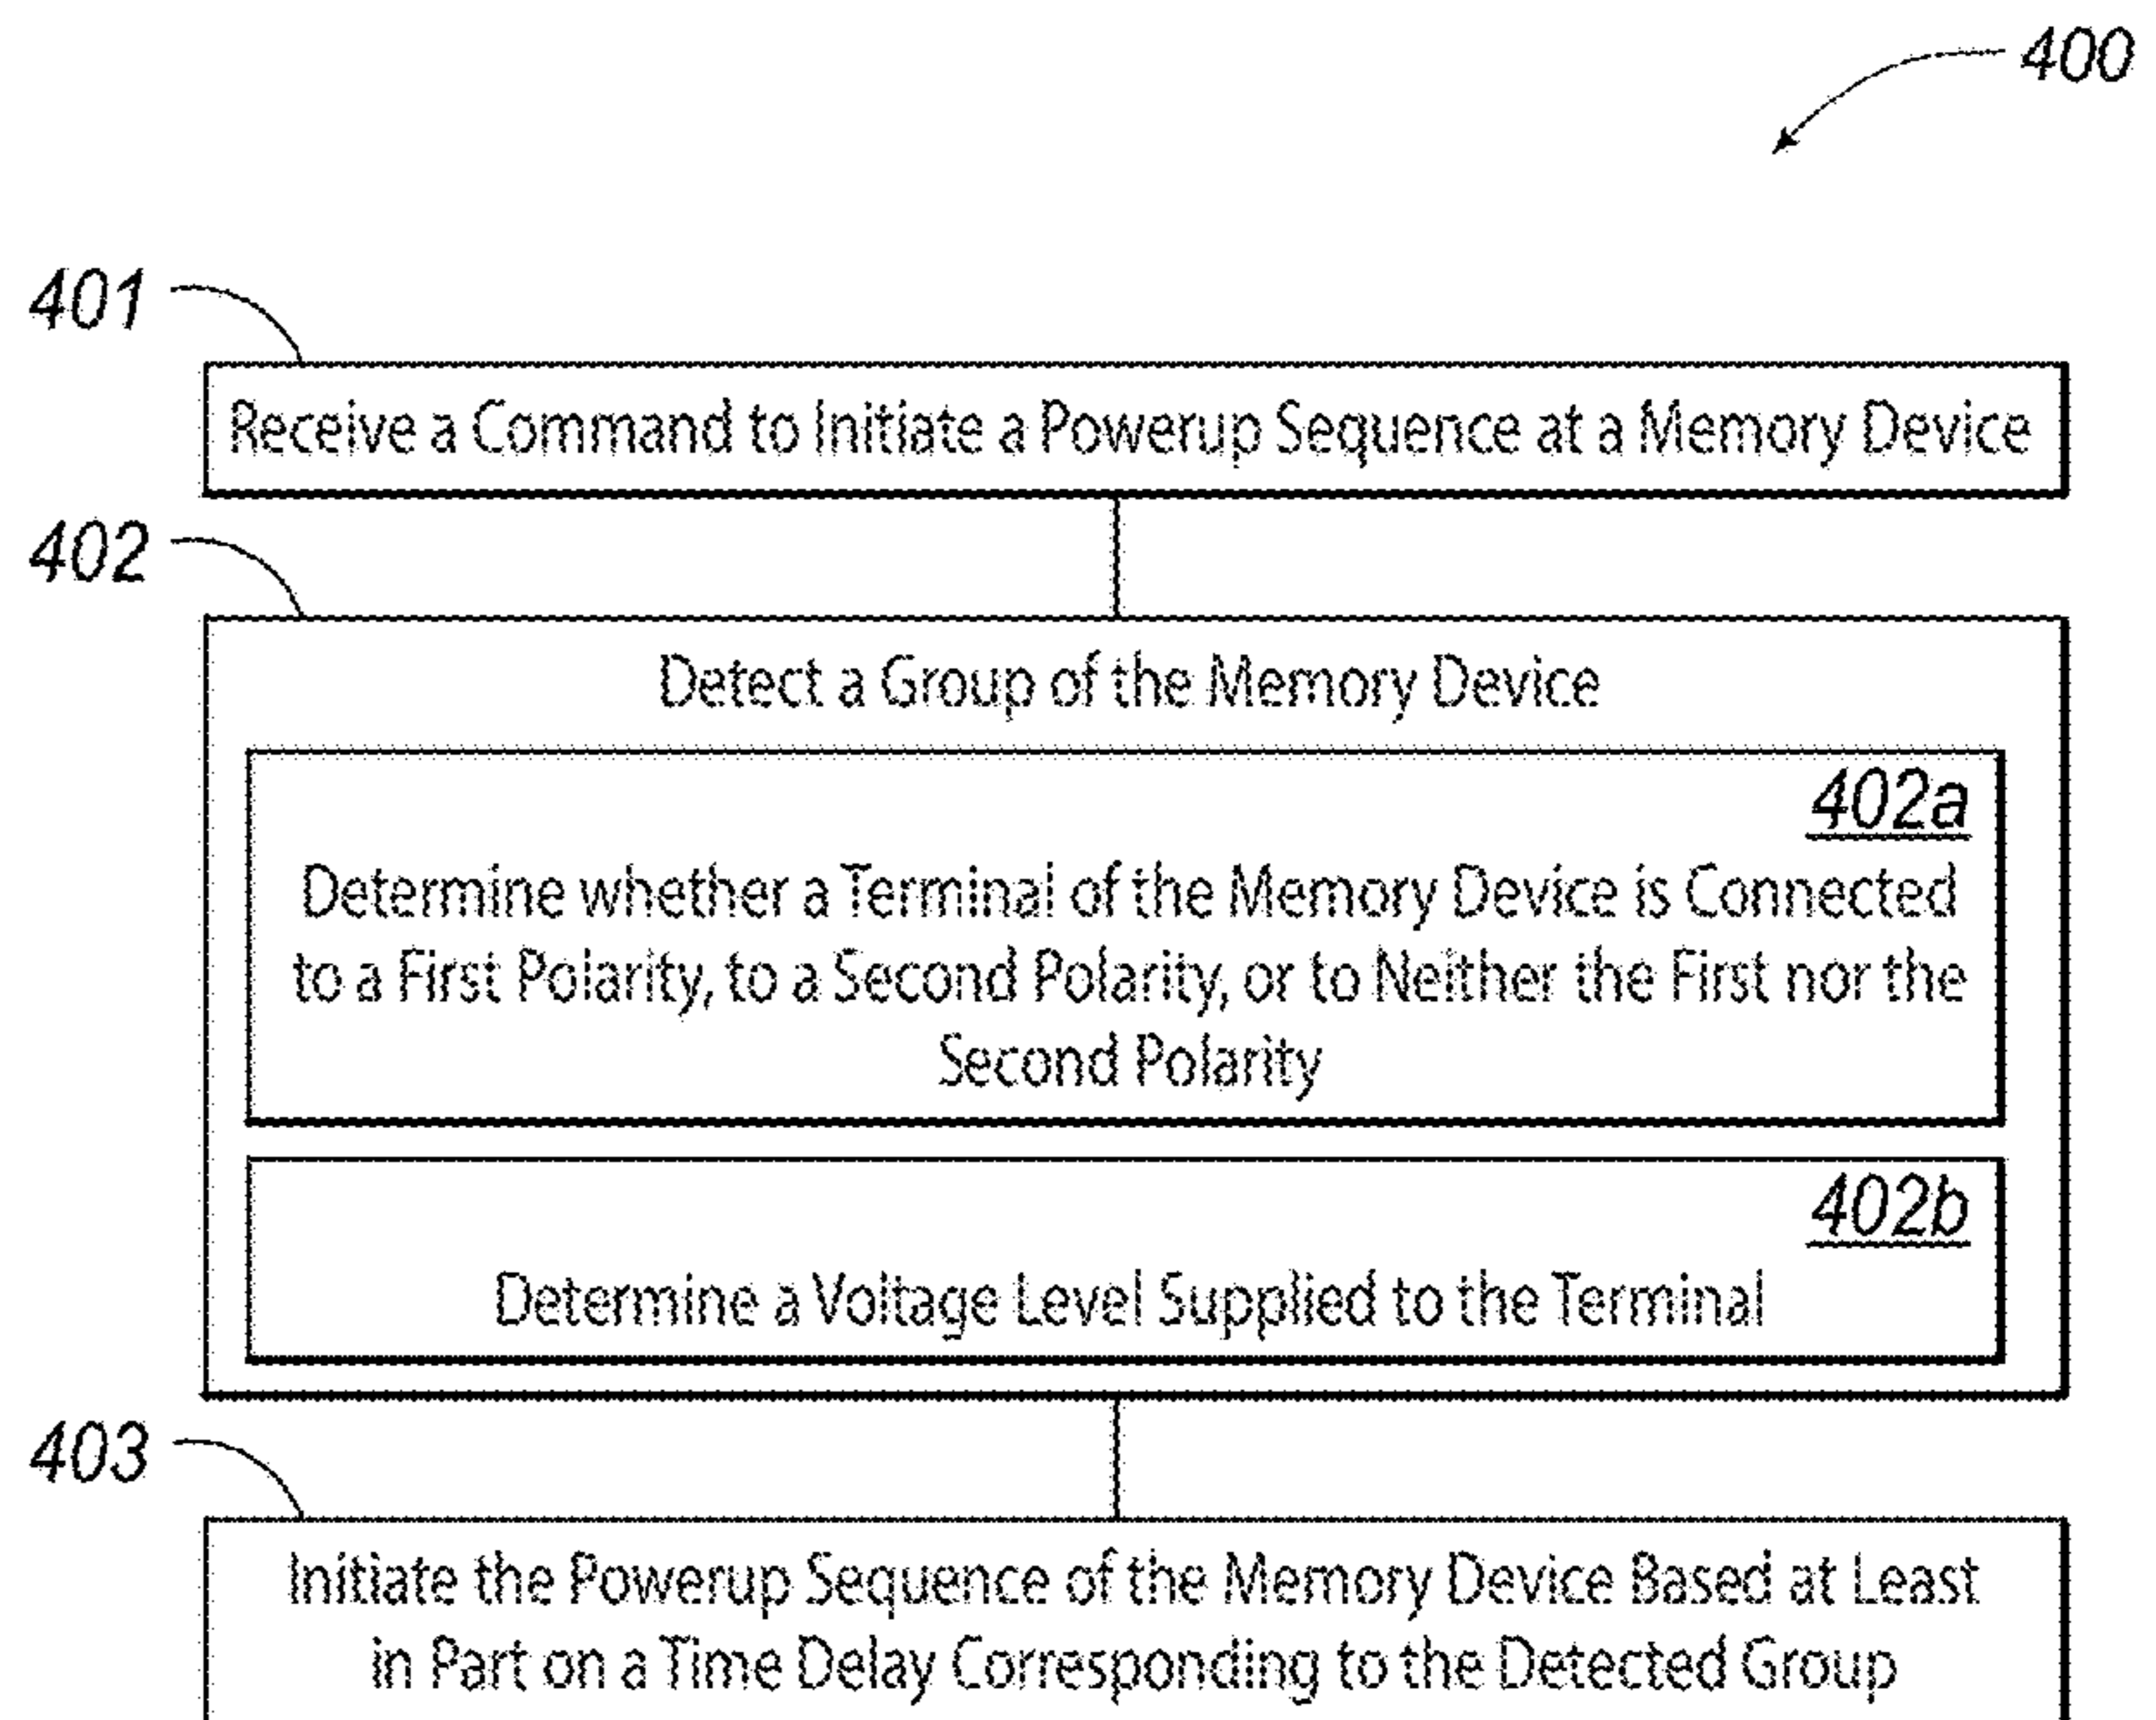 400
401
Receive a Command to Initiate a Powerup Sequence at a Memory Device
402
Detect a Group of the Memory Device
402a
Determine whether a Terminal of the Memory Device is Connected
to a First Polarity, to a Second Polarity, or to Neither the First nor the
Second Polarity
402b
Determine a Voltage Level Supplied to the Terminal
403
Initiate the Powerup Sequence of the Memory Device Based at Least
in Part on a Time Delay Corresponding to the Detected Group